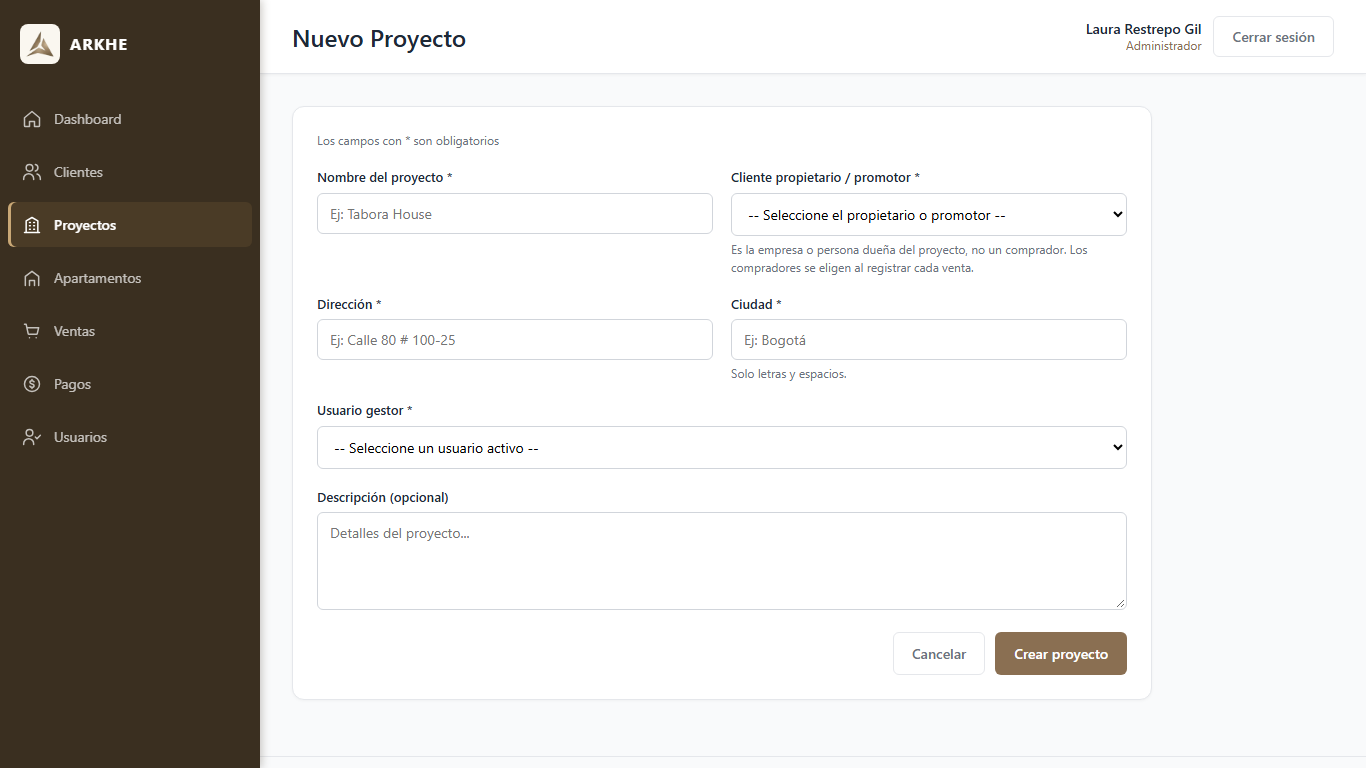 ARKHE
Dashboard
Clientes
Proyectos
Apartamentos
Ventas
Pagos
Usuarios
Nuevo Proyecto
Laura Restrepo Gil
Administrador
Cerrar sesión
Los campos con * son obligatorios
Nombre del proyecto *
Ej: Tabora House
Cliente propietario / promotor *
-- Seleccione el propietario o promotor --
Es la empresa o persona dueña del proyecto, no un comprador. Los
compradores se eligen al registrar cada venta.
Dirección *
Ej: Calle 80 # 100-25
Ciudad *
Ej: Bogotá
Solo letras y espacios.
Usuario gestor *
-- Seleccione un usuario activo --
Descripción (opcional)
Detalles del proyecto...
Cancelar
Crear proyecto